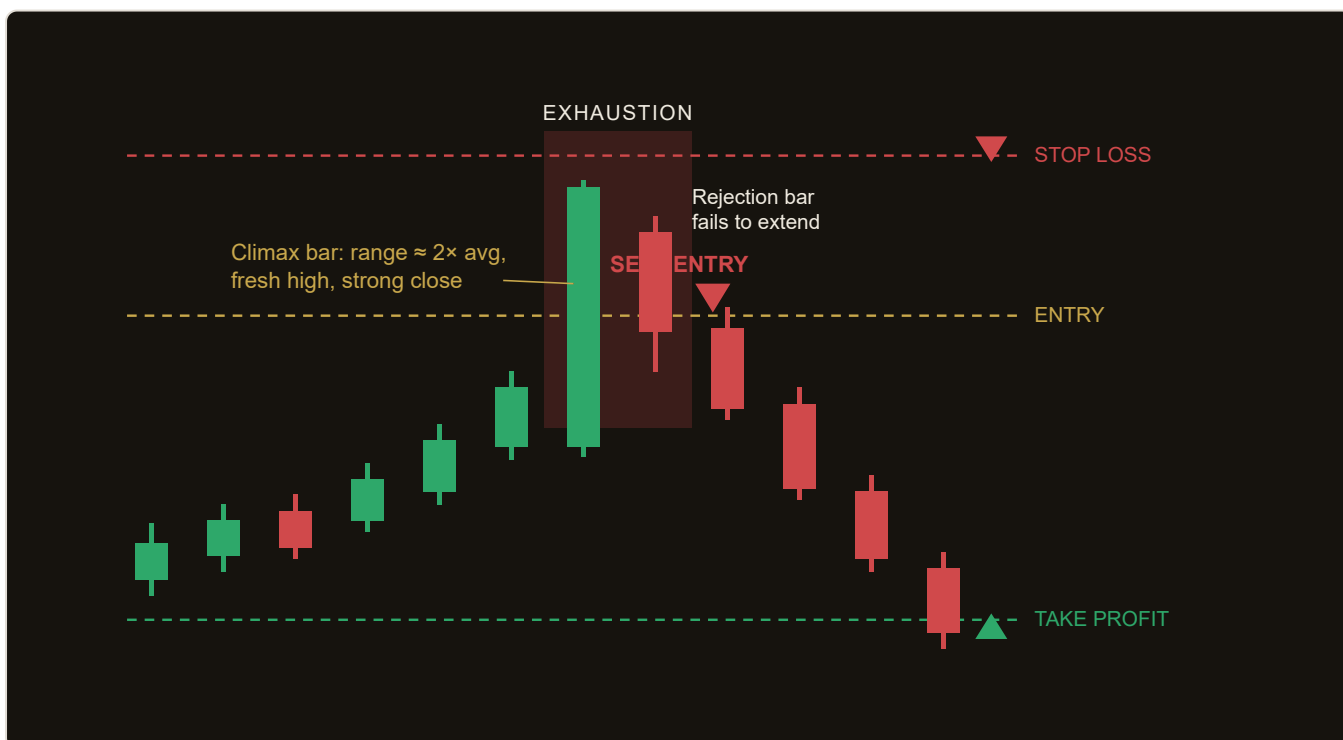 EXHAUSTION
STOP LOSS
Rejection bar
fails to extend
Climax bar: range ≈ 2× avg,
fresh high, strong close
SE ENTRY
ENTRY
TAKE PROFIT